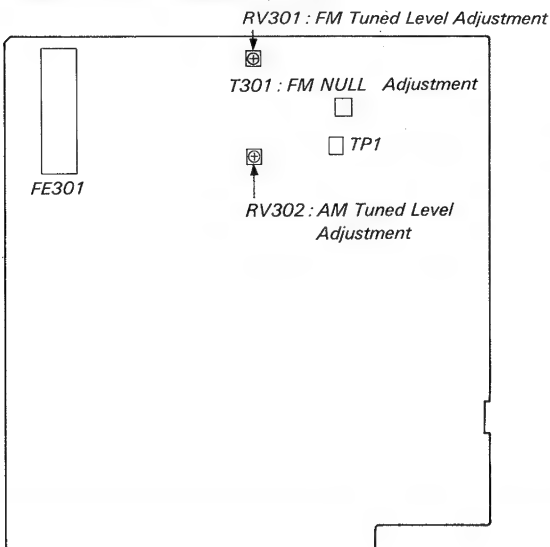 RV301 : FM Tuned Level Adjustment
T301 : FM NULL Adjustment
TP1
FE301
RV302 : AM Tuned Level
Adjustment